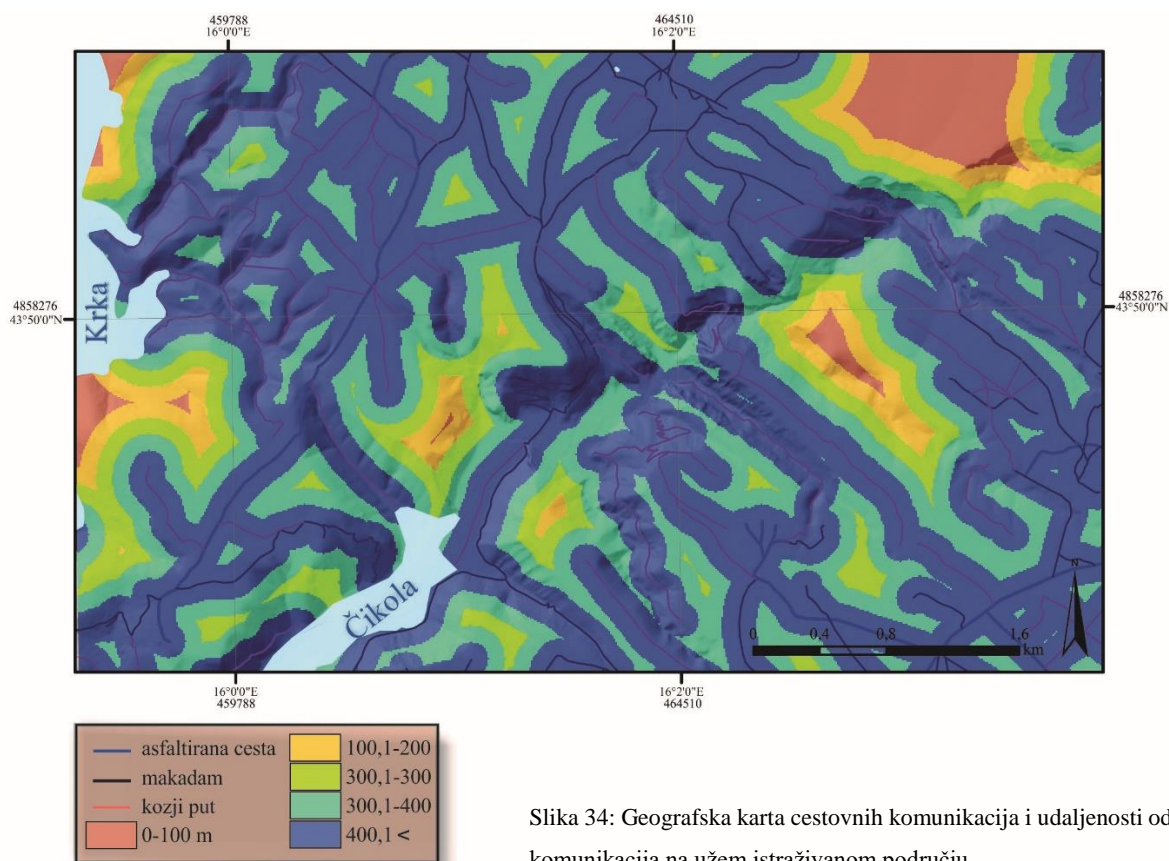 459788
16°0'0"E
464510
16°2'0"E
4858276
43°50'0"N
4858276
43°50'0"N
Krka
Čikola
N
0 0,4 0,8 1,6
km
16°0'0"E
459788
16°2'0"E
464510
asfaltirana cesta
makadam
kozji put
0-100 m
100,1-200
300,1-300
300,1-400
400,1 <
Slika 34: Geografska karta cestovnih komunikacija i udaljenosti od
komunikacija na užem istraživanom području